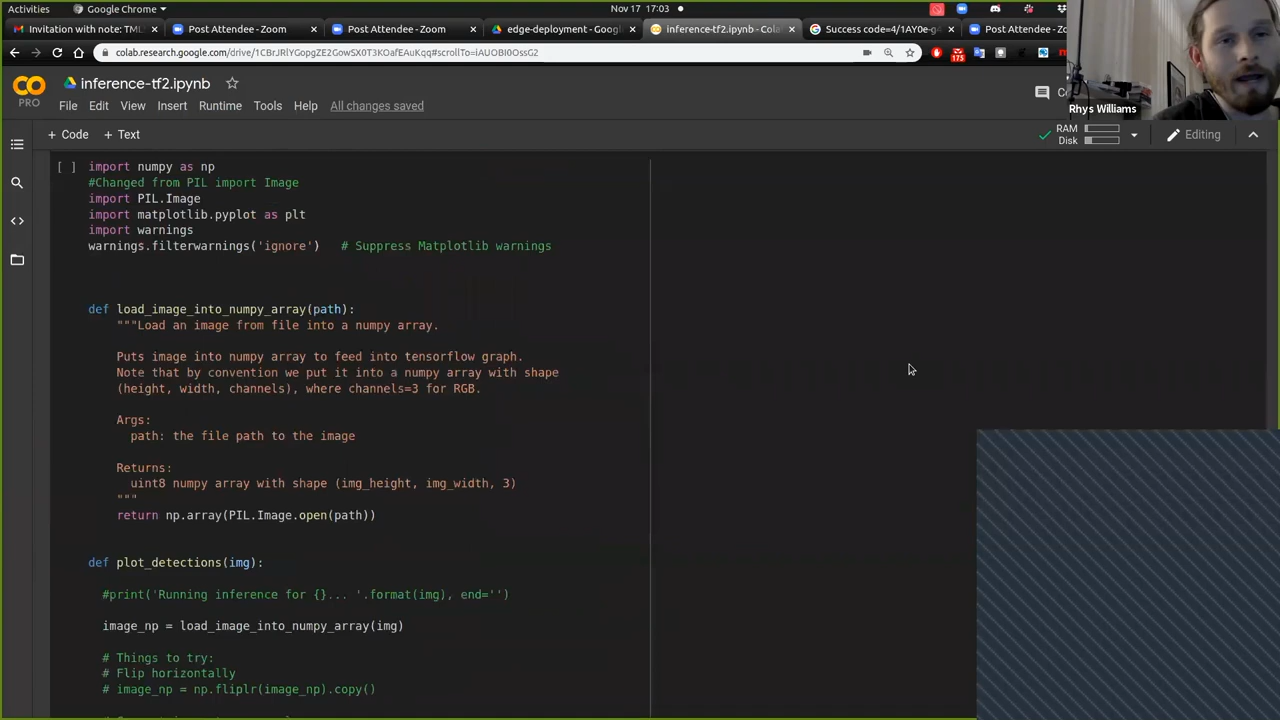 Activities
Google Chrome
Nov 17 17:03
Invitation with note: TML
Post Attendee - Zoom
Post Attendee - Zoom
edge-deployment - Google
inference-tf2.ipynb - Cola
Success code=4/1AY0e-g
Post Attendee - Zoom
colab.research.google.com/drive/1CBrJRlYGopgZE2GowSX0T3KOafEAuKqq#scrollTo=iAUOBI0OssG2
175
PRO
inference-tf2.ipynb
File Edit View Insert Runtime Tools Help All changes saved
Rhys Williams
+ Code + Text
RAM
Disk
Editing
[ ] import numpy as np
#Changed from PIL import Image
import PIL.Image
import matplotlib.pyplot as plt
import warnings
warnings.filterwarnings('ignore') # Suppress Matplotlib warnings
def load_image_into_numpy_array(path):
"""Load an image from file into a numpy array.
Puts image into numpy array to feed into tensorflow graph.
Note that by convention we put it into a numpy array with shape
(height, width, channels), where channels=3 for RGB.
Args:
path: the file path to the image
Returns:
uint8 numpy array with shape (img_height, img_width, 3)
"""
return np.array(PIL.Image.open(path))
def plot_detections(img):
#print('Running inference for {}... '.format(img), end='')
image_np = load_image_into_numpy_array(img)
# Things to try:
# Flip horizontally
# image_np = np.fliplr(image_np).copy()